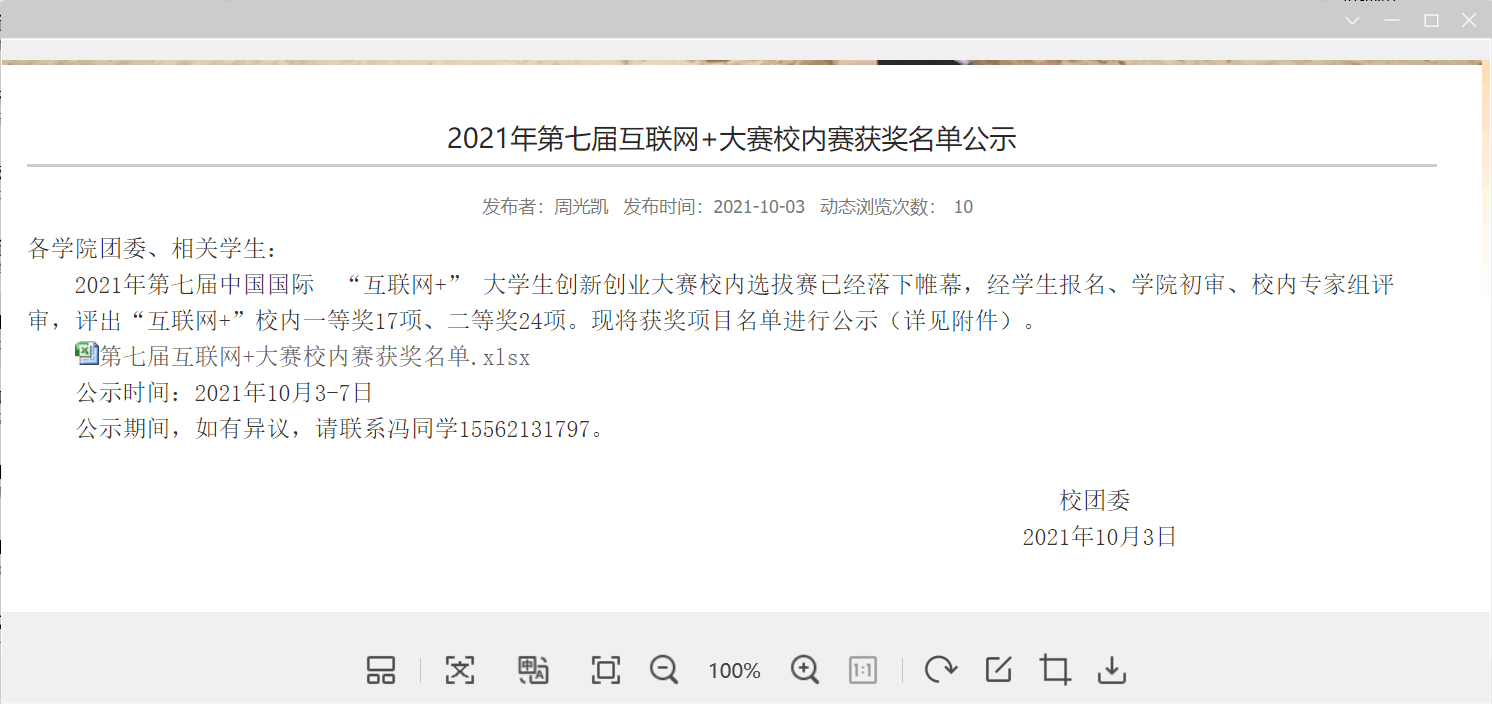 2021年第七届互联网+大赛校内赛获奖名单公示
发布者：周光凯 发布时间：2021-10-03 动态浏览次数： 10
各学院团委、相关学生：
2021年第七届中国国际 “互联网+” 大学生创新创业大赛校内选拔赛已经落下帷幕，经学生报名、学院初审、校内专家组评
审，评出“互联网+”校内一等奖17项、二等奖24项。现将获奖项目名单进行公示（详见附件）。
第七届互联网+大赛校内赛获奖名单.xlsx
公示时间：2021年10月3-7日
公示期间，如有异议，请联系冯同学15562131797。
校团委
2021年10月3日
100%
1:1